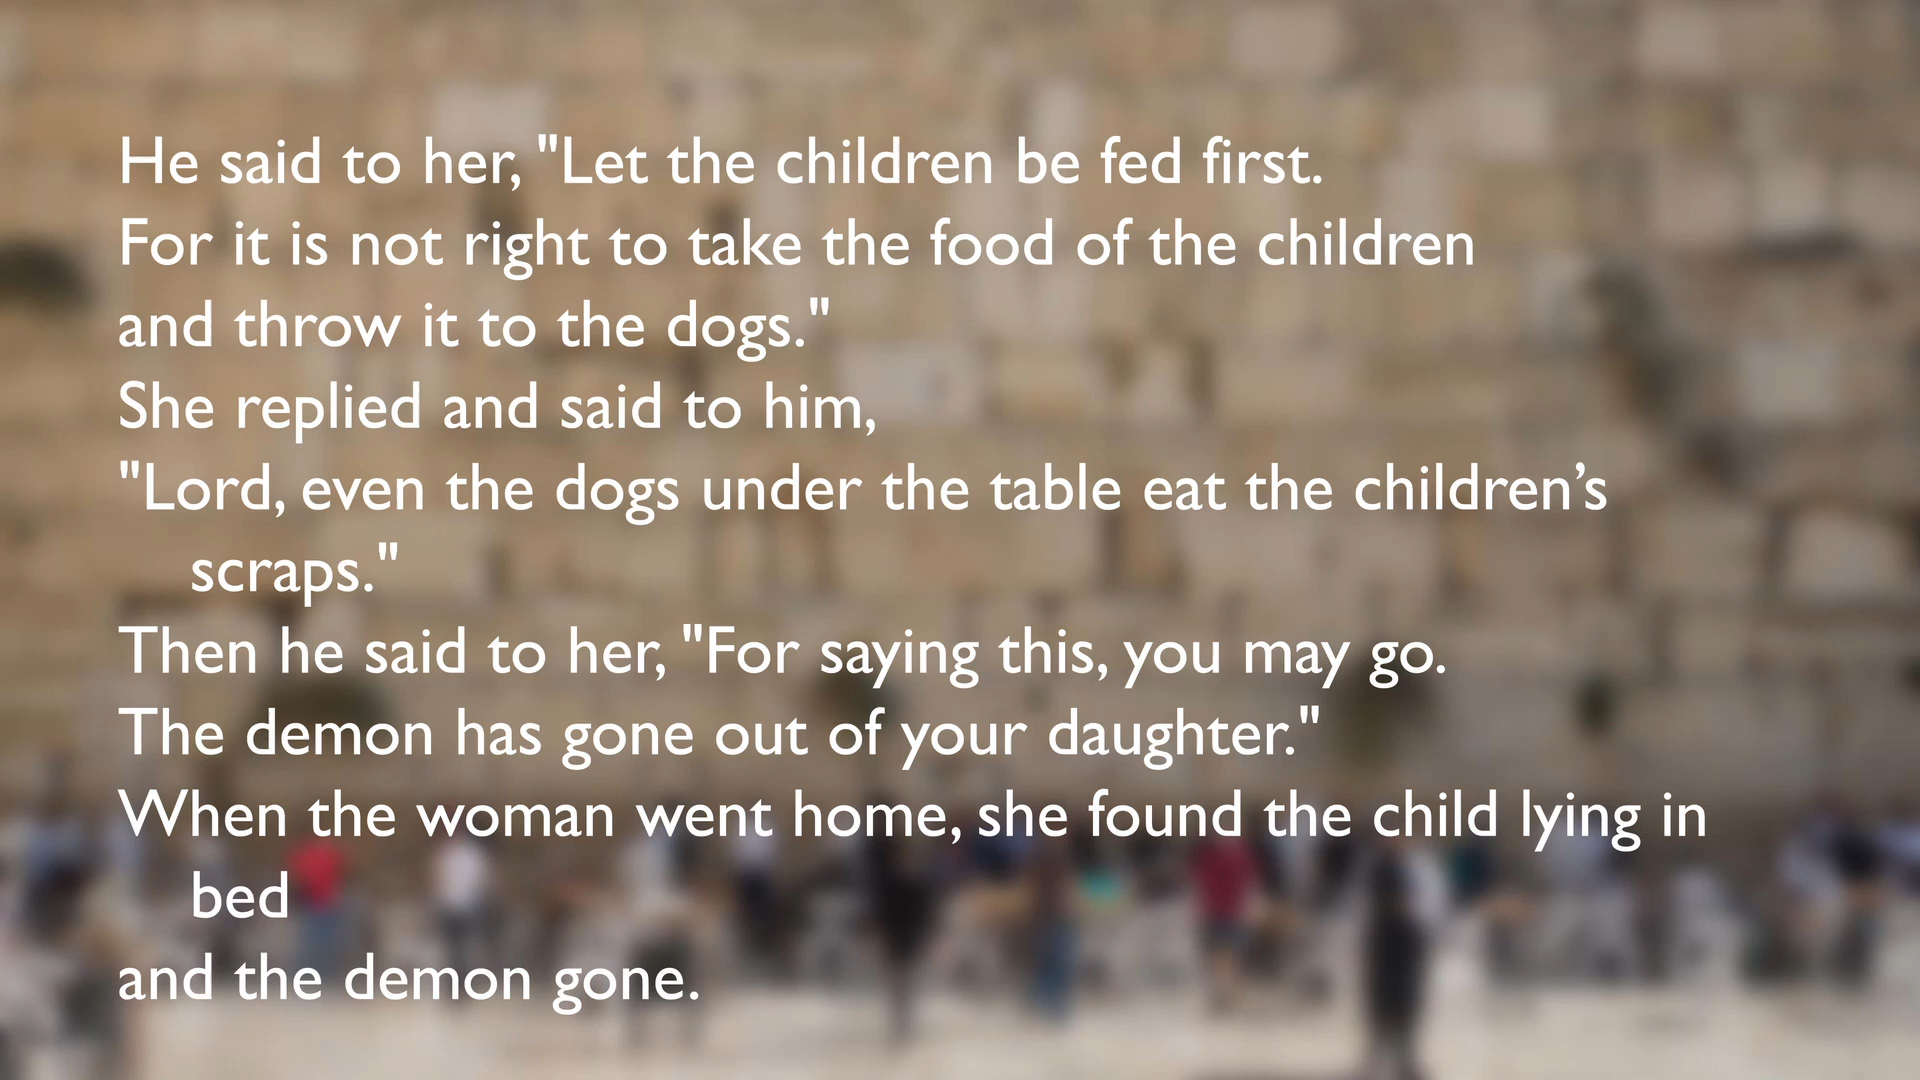 He said to her, "Let the children be fed first.
For it is not right to take the food of the children
and throw it to the dogs."
She replied and said to him,
"Lord, even the dogs under the table eat the children’s
scraps."
Then he said to her, "For saying this, you may go.
The demon has gone out of your daughter."
When the woman went home, she found the child lying in
bed
and the demon gone.